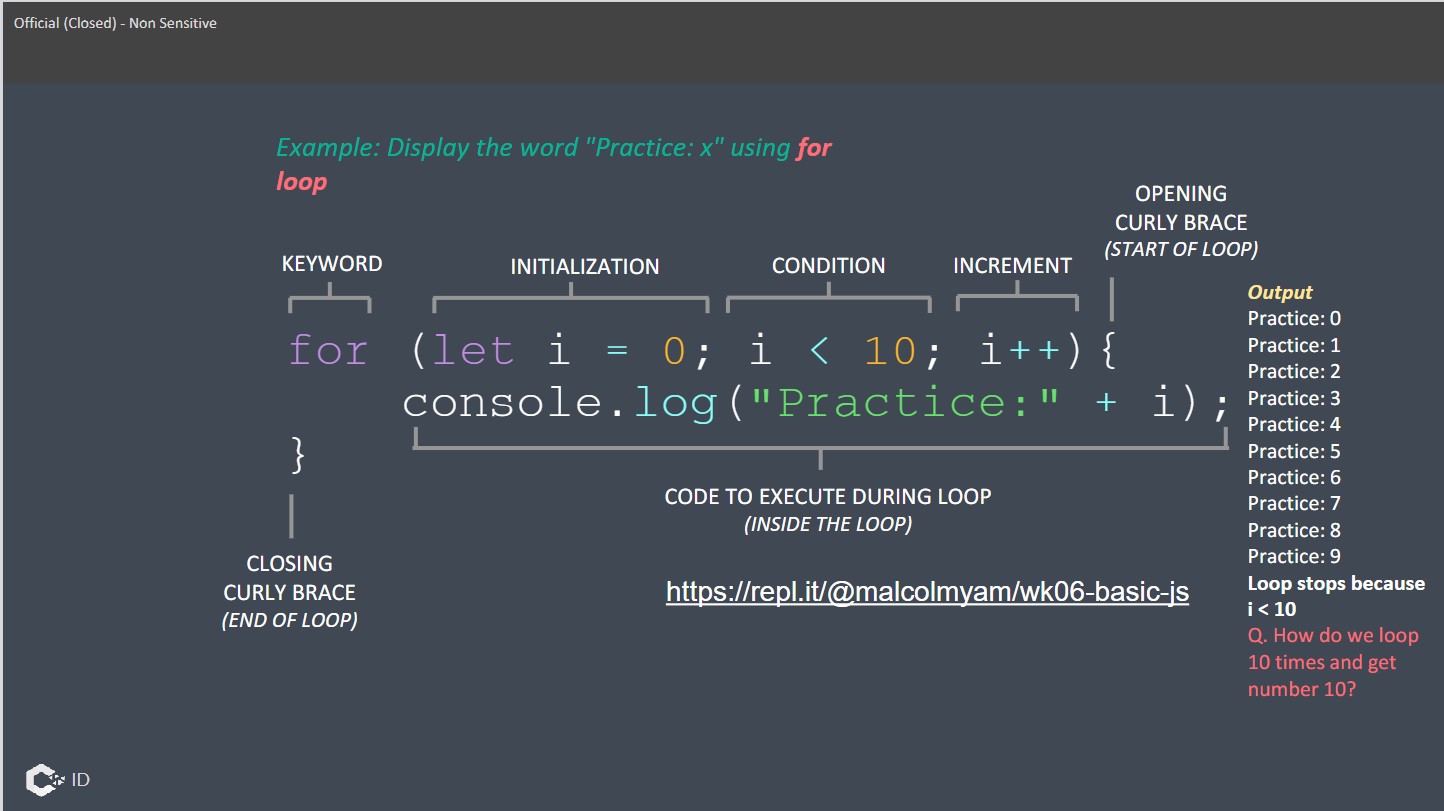 Official (Closed) - Non Sensitive
Example: Display the word "Practice: x" using for
loop
KEYWORD
INITIALIZATION
CONDITION
INCREMENT
OPENING
CURLY BRACE
(START OF LOOP)
for (let i = 0; i < 10; i++){
console.log("Practice:" + i);
}
CODE TO EXECUTE DURING LOOP
(INSIDE THE LOOP)
CLOSING
CURLY BRACE
(END OF LOOP)
https://repl.it/@malcolmyam/wk06-basic-js
Output
Practice: 0
Practice: 1
Practice: 2
Practice: 3
Practice: 4
Practice: 5
Practice: 6
Practice: 7
Practice: 8
Practice: 9
Loop stops because
i < 10
Q. How do we loop
10 times and get
number 10?
ID